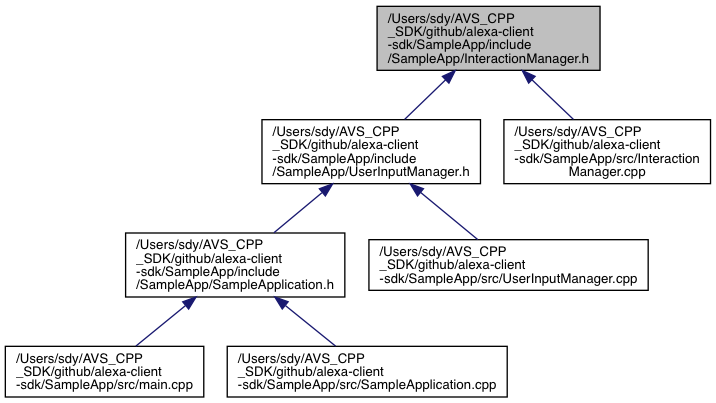 /Users/sdy/AVS_CPP
_SDK/github/alexa-client
-sdk/SampleApp/include
/SampleApp/InteractionManager.h
/Users/sdy/AVS_CPP
_SDK/github/alexa-client
-sdk/SampleApp/include
/SampleApp/UserInputManager.h
/Users/sdy/AVS_CPP
_SDK/github/alexa-client
-sdk/SampleApp/src/Interaction
Manager.cpp
/Users/sdy/AVS_CPP
_SDK/github/alexa-client
-sdk/SampleApp/include
/SampleApp/SampleApplication.h
/Users/sdy/AVS_CPP
_SDK/github/alexa-client
-sdk/SampleApp/src/UserInputManager.cpp
/Users/sdy/AVS_CPP
_SDK/github/alexa-client
-sdk/SampleApp/src/main.cpp
/Users/sdy/AVS_CPP
_SDK/github/alexa-client
-sdk/SampleApp/src/SampleApplication.cpp